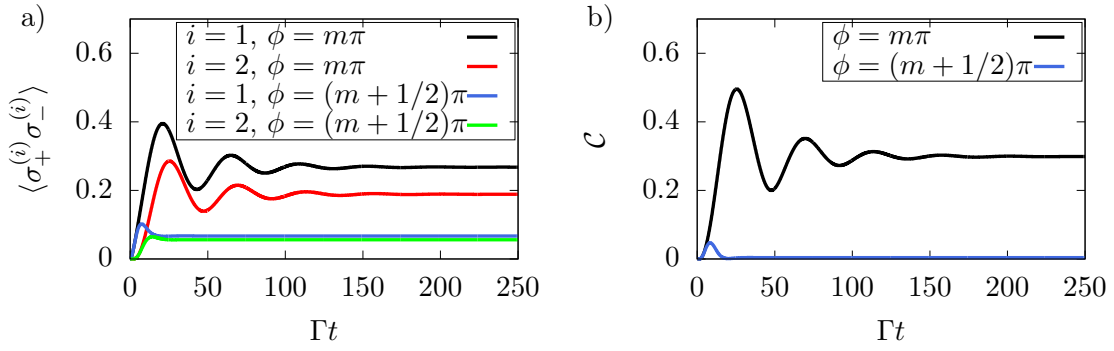 a)
⟨σ₊⁽ⁱ⁾ σ₋⁽ⁱ⁾⟩
0.6
0.4
0.2
0
i = 1, ϕ = mπ
i = 2, ϕ = mπ
i = 1, ϕ = (m + 1/2)π
i = 2, ϕ = (m + 1/2)π
0 50 100 150 200 250
Γt
b)
C
0.6
0.4
0.2
0
ϕ = mπ
ϕ = (m + 1/2)π
0 50 100 150 200 250
Γt